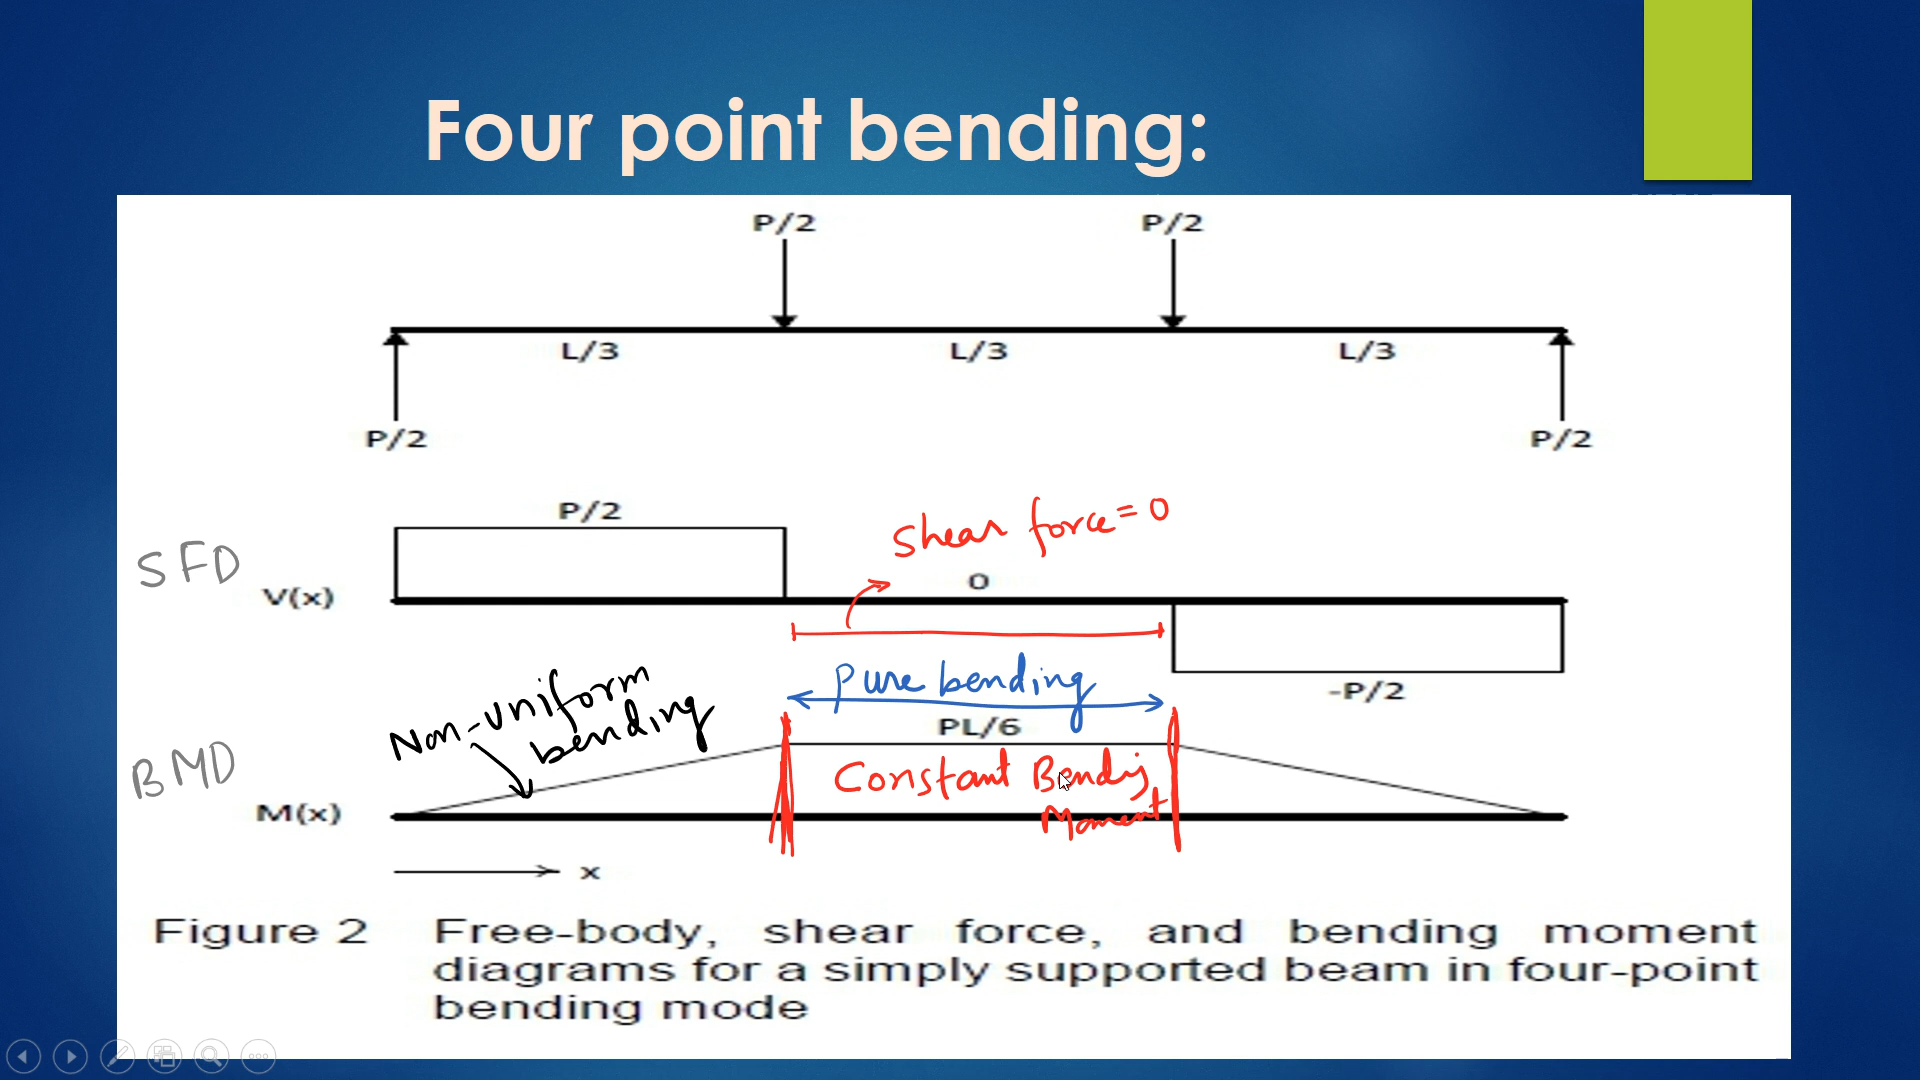 Four point bending:
P/2 P/2
L/3 L/3 L/3
P/2 P/2
P/2
shear force = 0
SFD
0
V(x)
Pure bending
-P/2
Non-uniform
bending
PL/6
BMD
Constant Bending
Moment
M(x)
x
Figure 2 Free-body, shear force, and bending moment
diagrams for a simply supported beam in four-point
bending mode